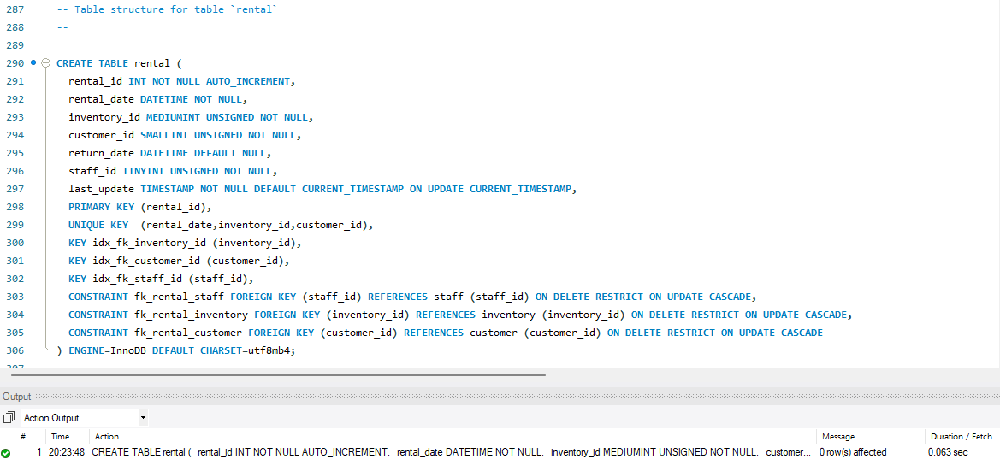 287 -- Table structure for table `rental`
288 --
289
290 CREATE TABLE rental (
291 rental_id INT NOT NULL AUTO_INCREMENT,
292 rental_date DATETIME NOT NULL,
293 inventory_id MEDIUMINT UNSIGNED NOT NULL,
294 customer_id SMALLINT UNSIGNED NOT NULL,
295 return_date DATETIME DEFAULT NULL,
296 staff_id TINYINT UNSIGNED NOT NULL,
297 last_update TIMESTAMP NOT NULL DEFAULT CURRENT_TIMESTAMP ON UPDATE CURRENT_TIMESTAMP,
298 PRIMARY KEY (rental_id),
299 UNIQUE KEY  (rental_date,inventory_id,customer_id),
300 KEY idx_fk_inventory_id (inventory_id),
301 KEY idx_fk_customer_id (customer_id),
302 KEY idx_fk_staff_id (staff_id),
303 CONSTRAINT fk_rental_staff FOREIGN KEY (staff_id) REFERENCES staff (staff_id) ON DELETE RESTRICT ON UPDATE CASCADE,
304 CONSTRAINT fk_rental_inventory FOREIGN KEY (inventory_id) REFERENCES inventory (inventory_id) ON DELETE RESTRICT ON UPDATE CASCADE,
305 CONSTRAINT fk_rental_customer FOREIGN KEY (customer_id) REFERENCES customer (customer_id) ON DELETE RESTRICT ON UPDATE CASCADE
306 ) ENGINE=InnoDB DEFAULT CHARSET=utf8mb4;
Output
Action Output
# Time Action Message Duration / Fetch
1 20:23:48 CREATE TABLE rental (   rental_id INT NOT NULL AUTO_INCREMENT,   rental_date DATETIME NOT NULL,   inventory_id MEDIUMINT UNSIGNED NOT NULL,   customer... 0 row(s) affected 0.063 sec